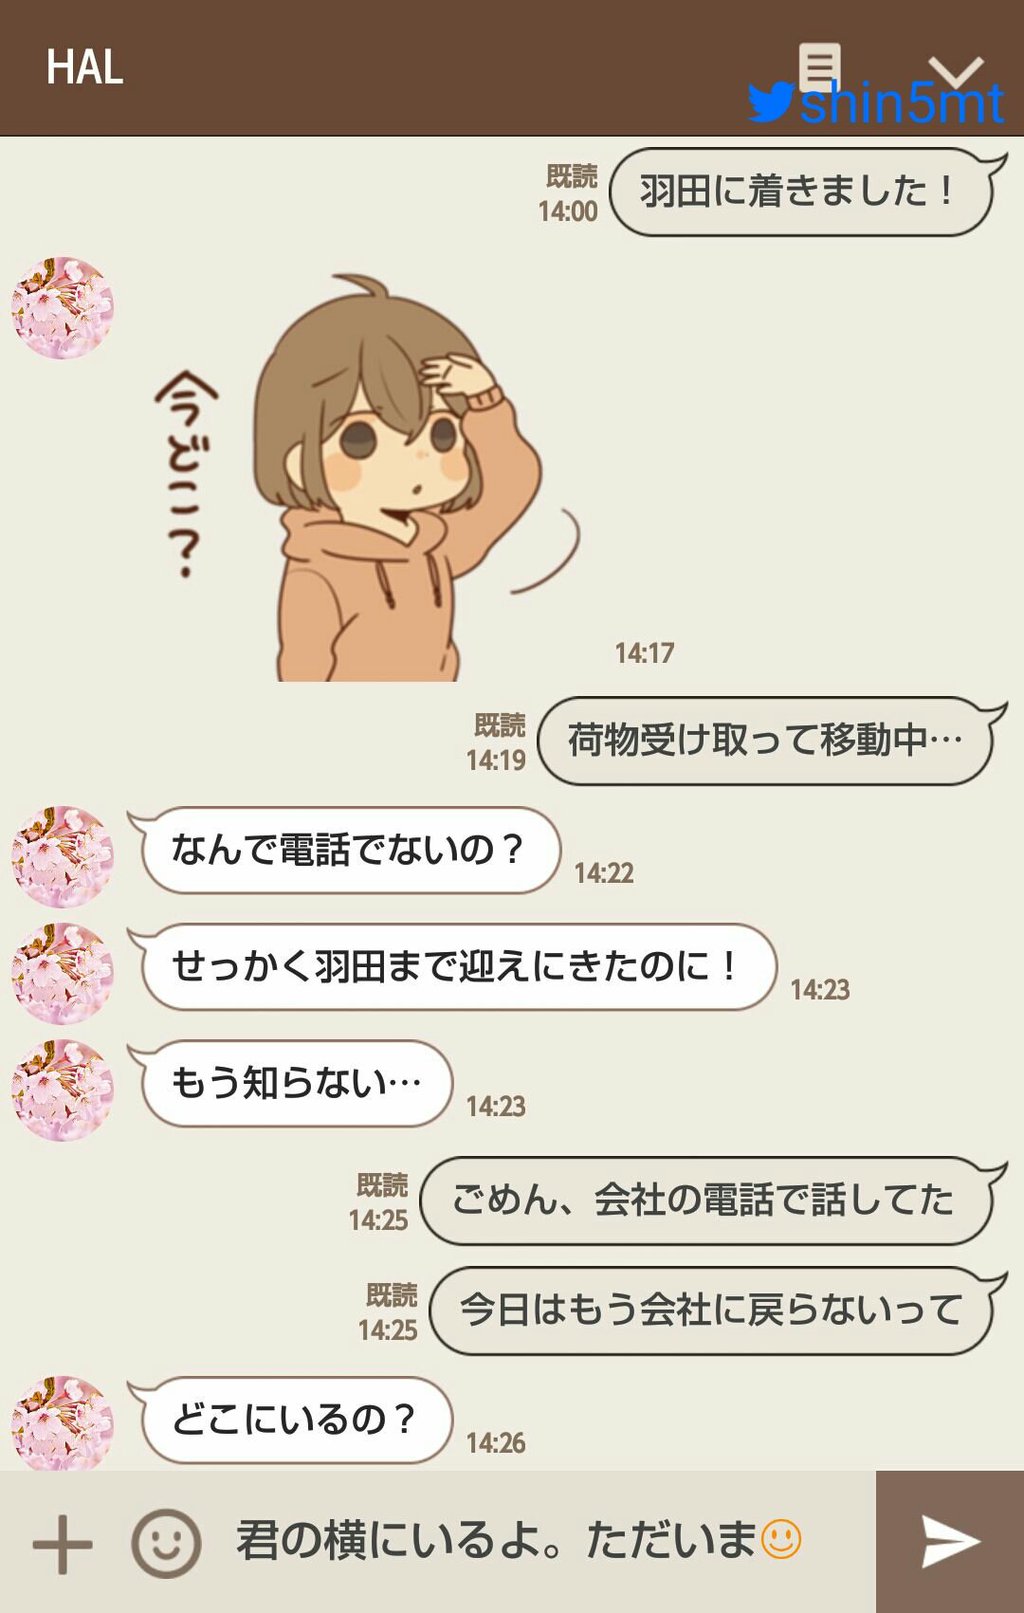 HAL
shin5mt
既読
14:00
羽田に着きました！
今どこ？
14:17
既読
14:19
荷物受け取って移動中…
なんで電話でないの？
14:22
せっかく羽田まで迎えにきたのに！
14:23
もう知らない…
14:23
既読
14:25
ごめん、会社の電話で話してた
既読
14:25
今日はもう会社に戻らないって
どこにいるの？
14:26
君の横にいるよ。ただいま